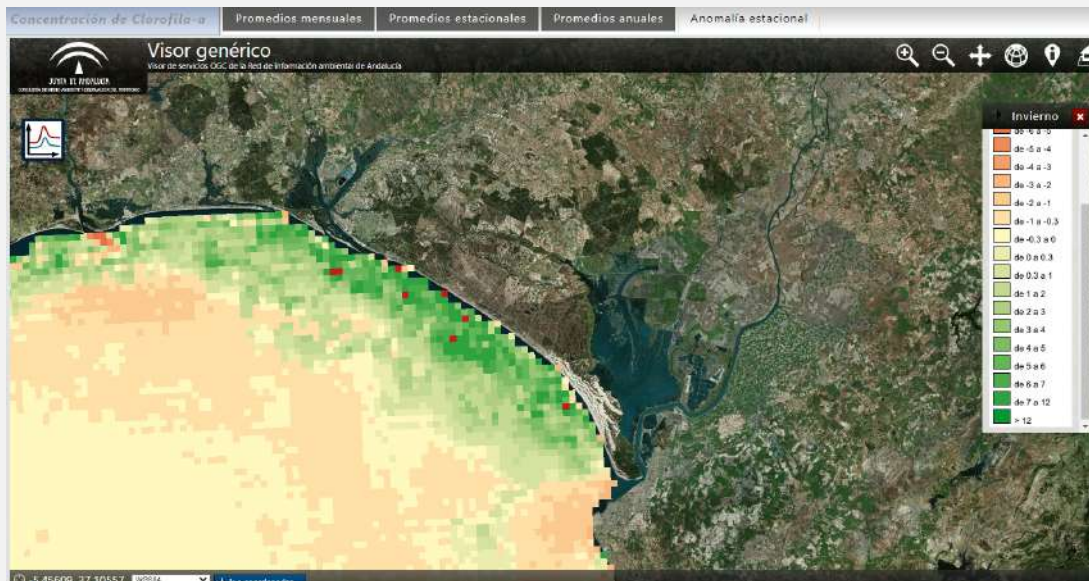 Concentración de Clorofila-a
Promedios mensuales
Promedios estacionales
Promedios anuales
Anomalía estacional
Visor genérico
Visor de servicios OGC de la Red de Información ambiental de Andalucía
JUNTA DE ANDALUCIA
Invierno
de -6 a -5
de -5 a -4
de -4 a -3
de -3 a -2
de -2 a -1
de -1 a -0.3
de -0.3 a 0
de 0 a 0.3
de 0.3 a 1
de 1 a 2
de 2 a 3
de 3 a 4
de 4 a 5
de 5 a 6
de 6 a 7
de 7 a 12
> 12